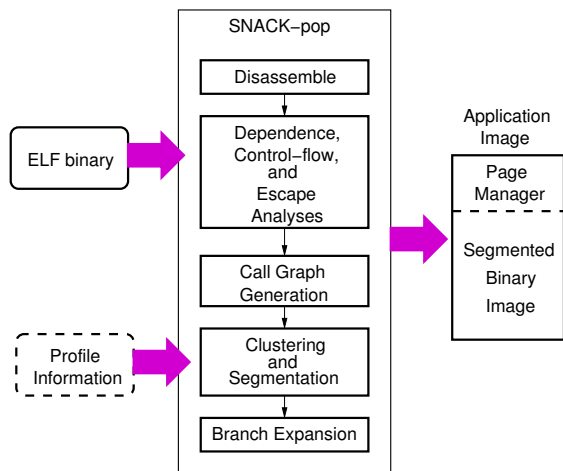 SNACK−pop
Disassemble
ELF binary
Dependence,
Control−flow,
and
Escape
Analyses
Call Graph
Generation
Profile
Information
Clustering
and
Segmentation
Branch Expansion
Application
Image
Page
Manager
Segmented
Binary
Image